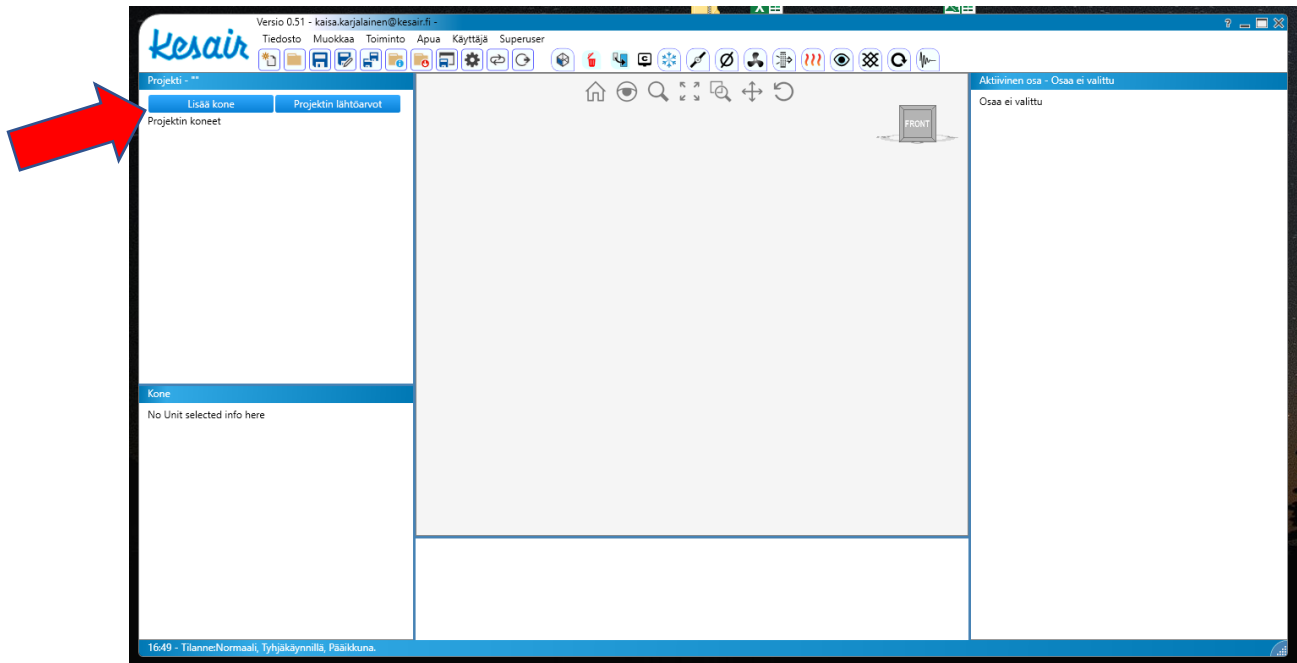 Versio 0.51 - kaisa.karjalainen@kesair.fi -
Kesair
Tiedosto Muokkaa Toiminto Apua Käyttäjä Superuser
Projekti - ""
Aktiivinen osa - Osaa ei valittu
Lisää kone Projektin lähtöarvot
Osaa ei valittu
Projektin koneet
FRONT
Kone
No Unit selected info here
16:49 - Tilanne:Normaali, Tyhjäkäynnillä, Pääikkuna.